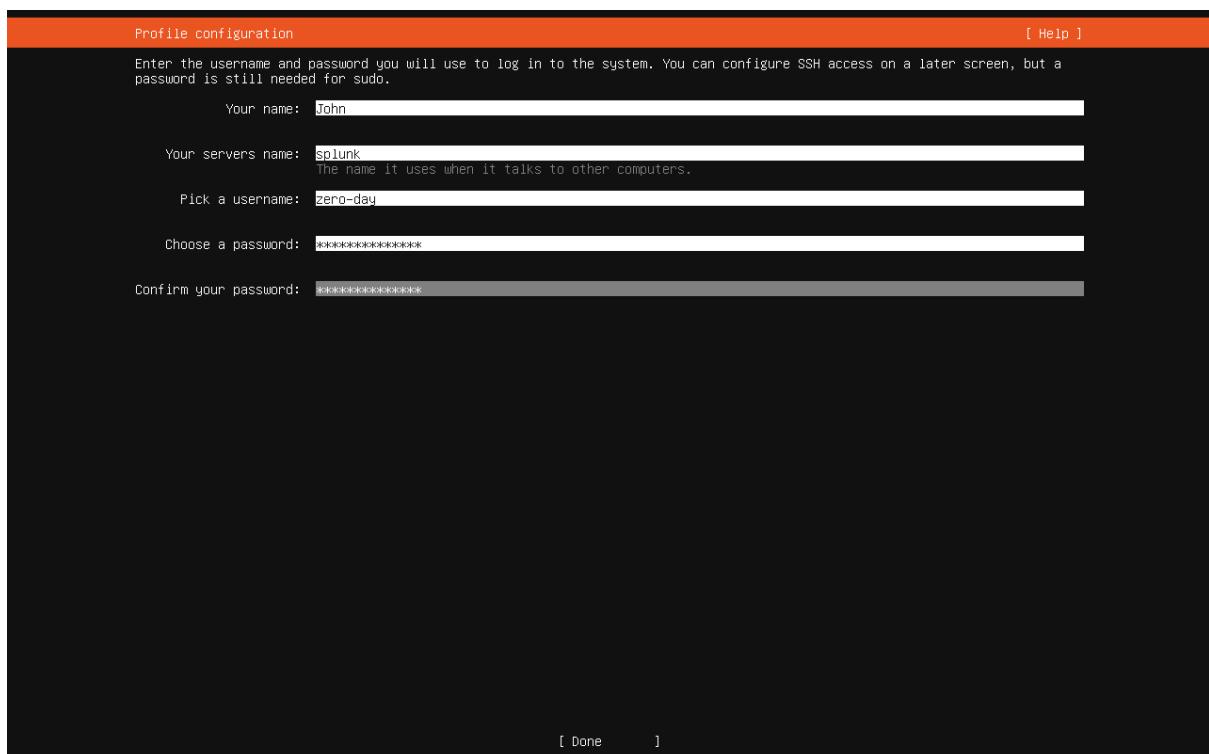 Profile configuration [ Help ]
Enter the username and password you will use to log in to the system. You can configure SSH access on a later screen, but a
password is still needed for sudo.
Your name: John
Your servers name: splunk
The name it uses when it talks to other computers.
Pick a username: zero-day
Choose a password: **************
Confirm your password: **************
[ Done ]